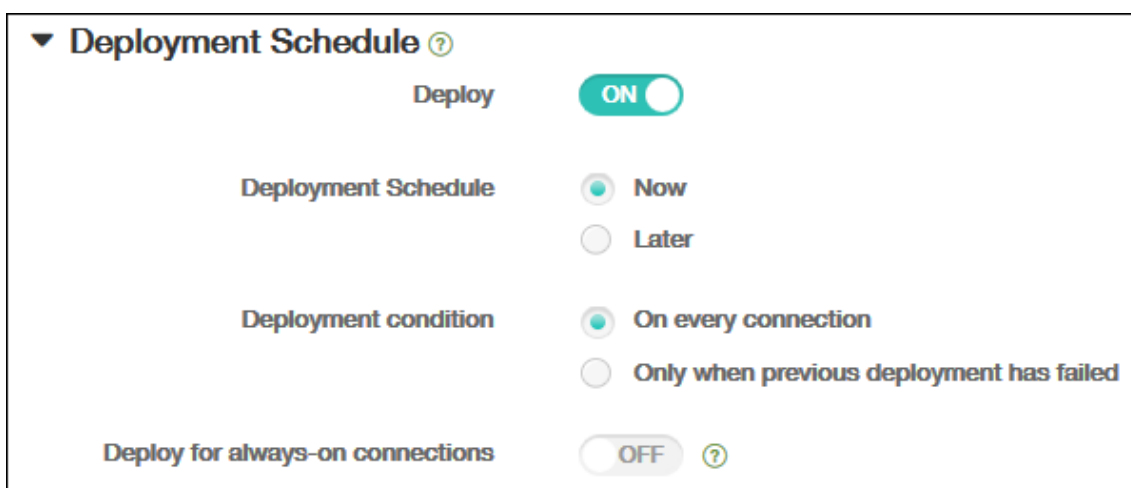 Deployment Schedule ?
Deploy ON
Deployment Schedule Now
Later
Deployment condition On every connection
Only when previous deployment has failed
Deploy for always-on connections OFF ?